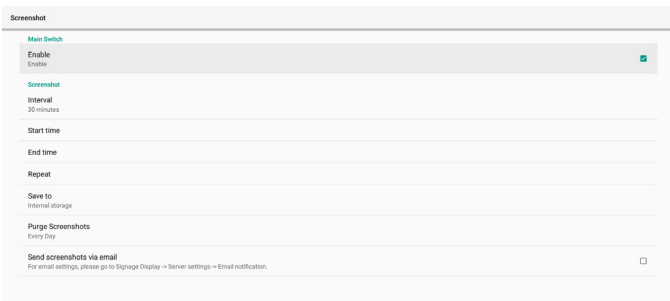 Screenshot
Main Switch
Enable
Enable
Screenshot
Interval
30 minutes
Start time
End time
Repeat
Save to
Internal storage
Purge Screenshots
Every Day
Send screenshots via email
For email settings, please go to Signage Display -> Server settings -> Email notification.